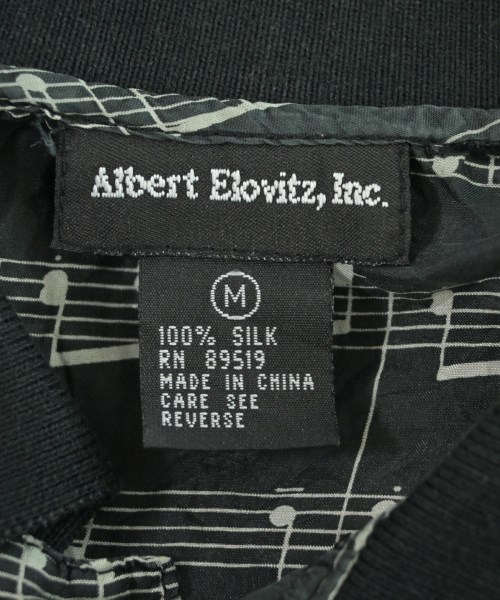 Albert Elovitz, Inc.
M
100% SILK
RN 89519
MADE IN CHINA
CARE SEE
REVERSE